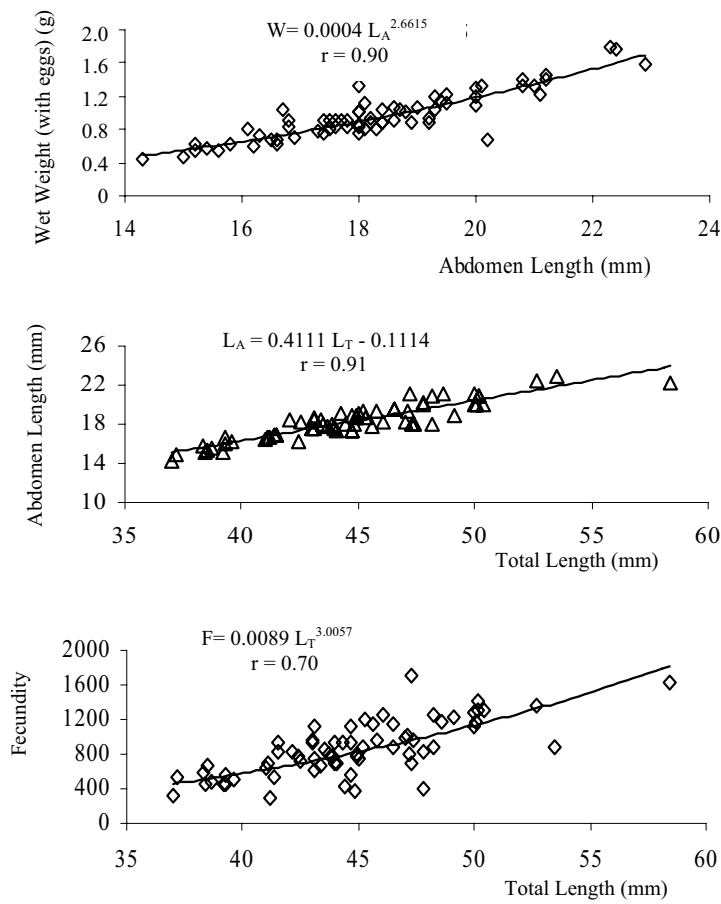 W= 0.0004 L_A^2.6615
r = 0.90
Wet Weight (with eggs) (g)
2.0
1.6
1.2
0.8
0.4
0
14 16 18 20 22 24
Abdomen Length (mm)
L_A = 0.4111 L_T - 0.1114
r = 0.91
Abdomen Length (mm)
26
22
18
14
10
35 40 45 50 55 60
Total Length (mm)
F= 0.0089 L_T^3.0057
r = 0.70
Fecundity
2000
1600
1200
800
400
0
35 40 45 50 55 60
Total Length (mm)